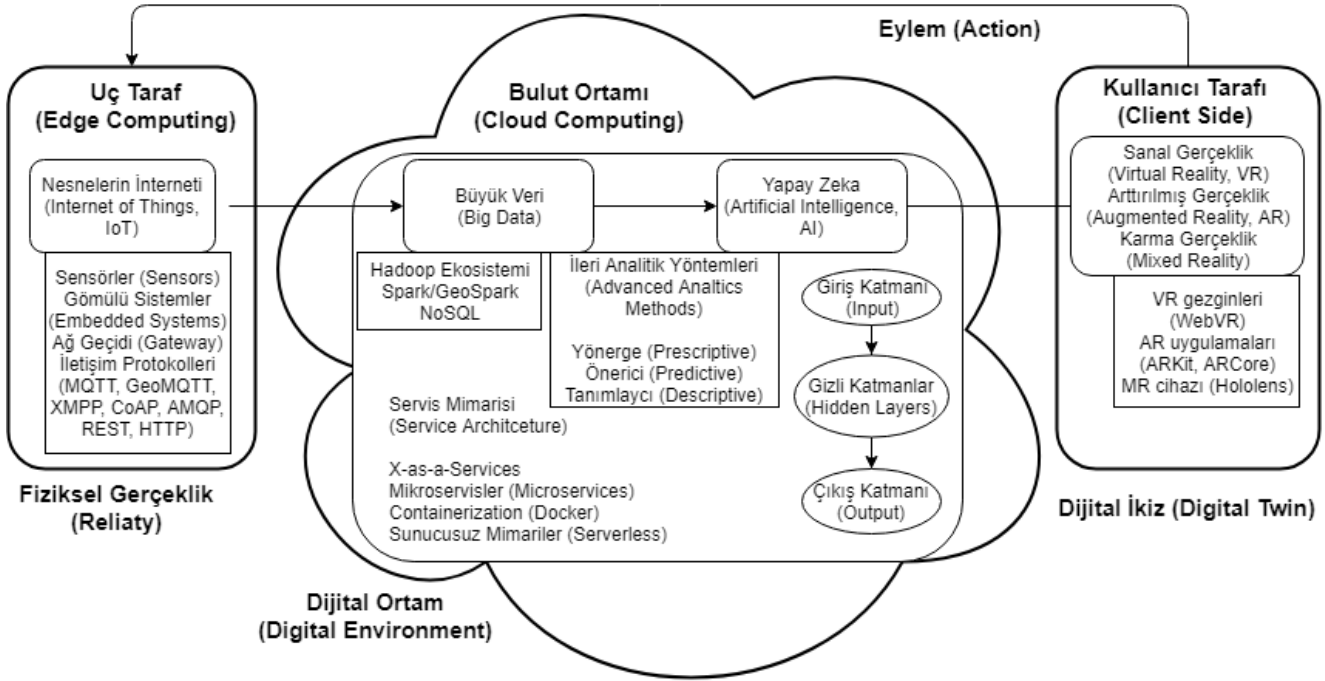 Eylem (Action)
Uç Taraf
(Edge Computing)
Nesnelerin İnterneti
(Internet of Things,
IoT)
Sensörler (Sensors)
Gömülü Sistemler
(Embedded Systems)
Ağ Geçidi (Gateway)
İletişim Protokolleri
(MQTT, GeoMQTT,
XMPP, CoAP, AMQP,
REST, HTTP)
Fiziksel Gerçeklik
(Reliaty)
Bulut Ortamı
(Cloud Computing)
Büyük Veri
(Big Data)
Hadoop Ekosistemi
Spark/GeoSpark
NoSQL
Yapay Zeka
(Artificial Intelligence,
AI)
İleri Analitik Yöntemleri
(Advanced Analtics
Methods)
Yönerge (Prescriptive)
Önerici (Predictive)
Tanımlaycı (Descriptive)
Giriş Katmanı
(Input)
Gizli Katmanlar
(Hidden Layers)
Çıkış Katmanı
(Output)
Servis Mimarisi
(Service Architceture)
X-as-a-Services
Mikroservisler (Microservices)
Containerization (Docker)
Sunucusuz Mimariler (Serverless)
Dijital Ortam
(Digital Environment)
Kullanıcı Tarafı
(Client Side)
Sanal Gerçeklik
(Virtual Reality, VR)
Arttırılmış Gerçeklik
(Augmented Reality, AR)
Karma Gerçeklik
(Mixed Reality)
VR gezginleri
(WebVR)
AR uygulamaları
(ARKit, ARCore)
MR cihazı (Hololens)
Dijital İkiz (Digital Twin)